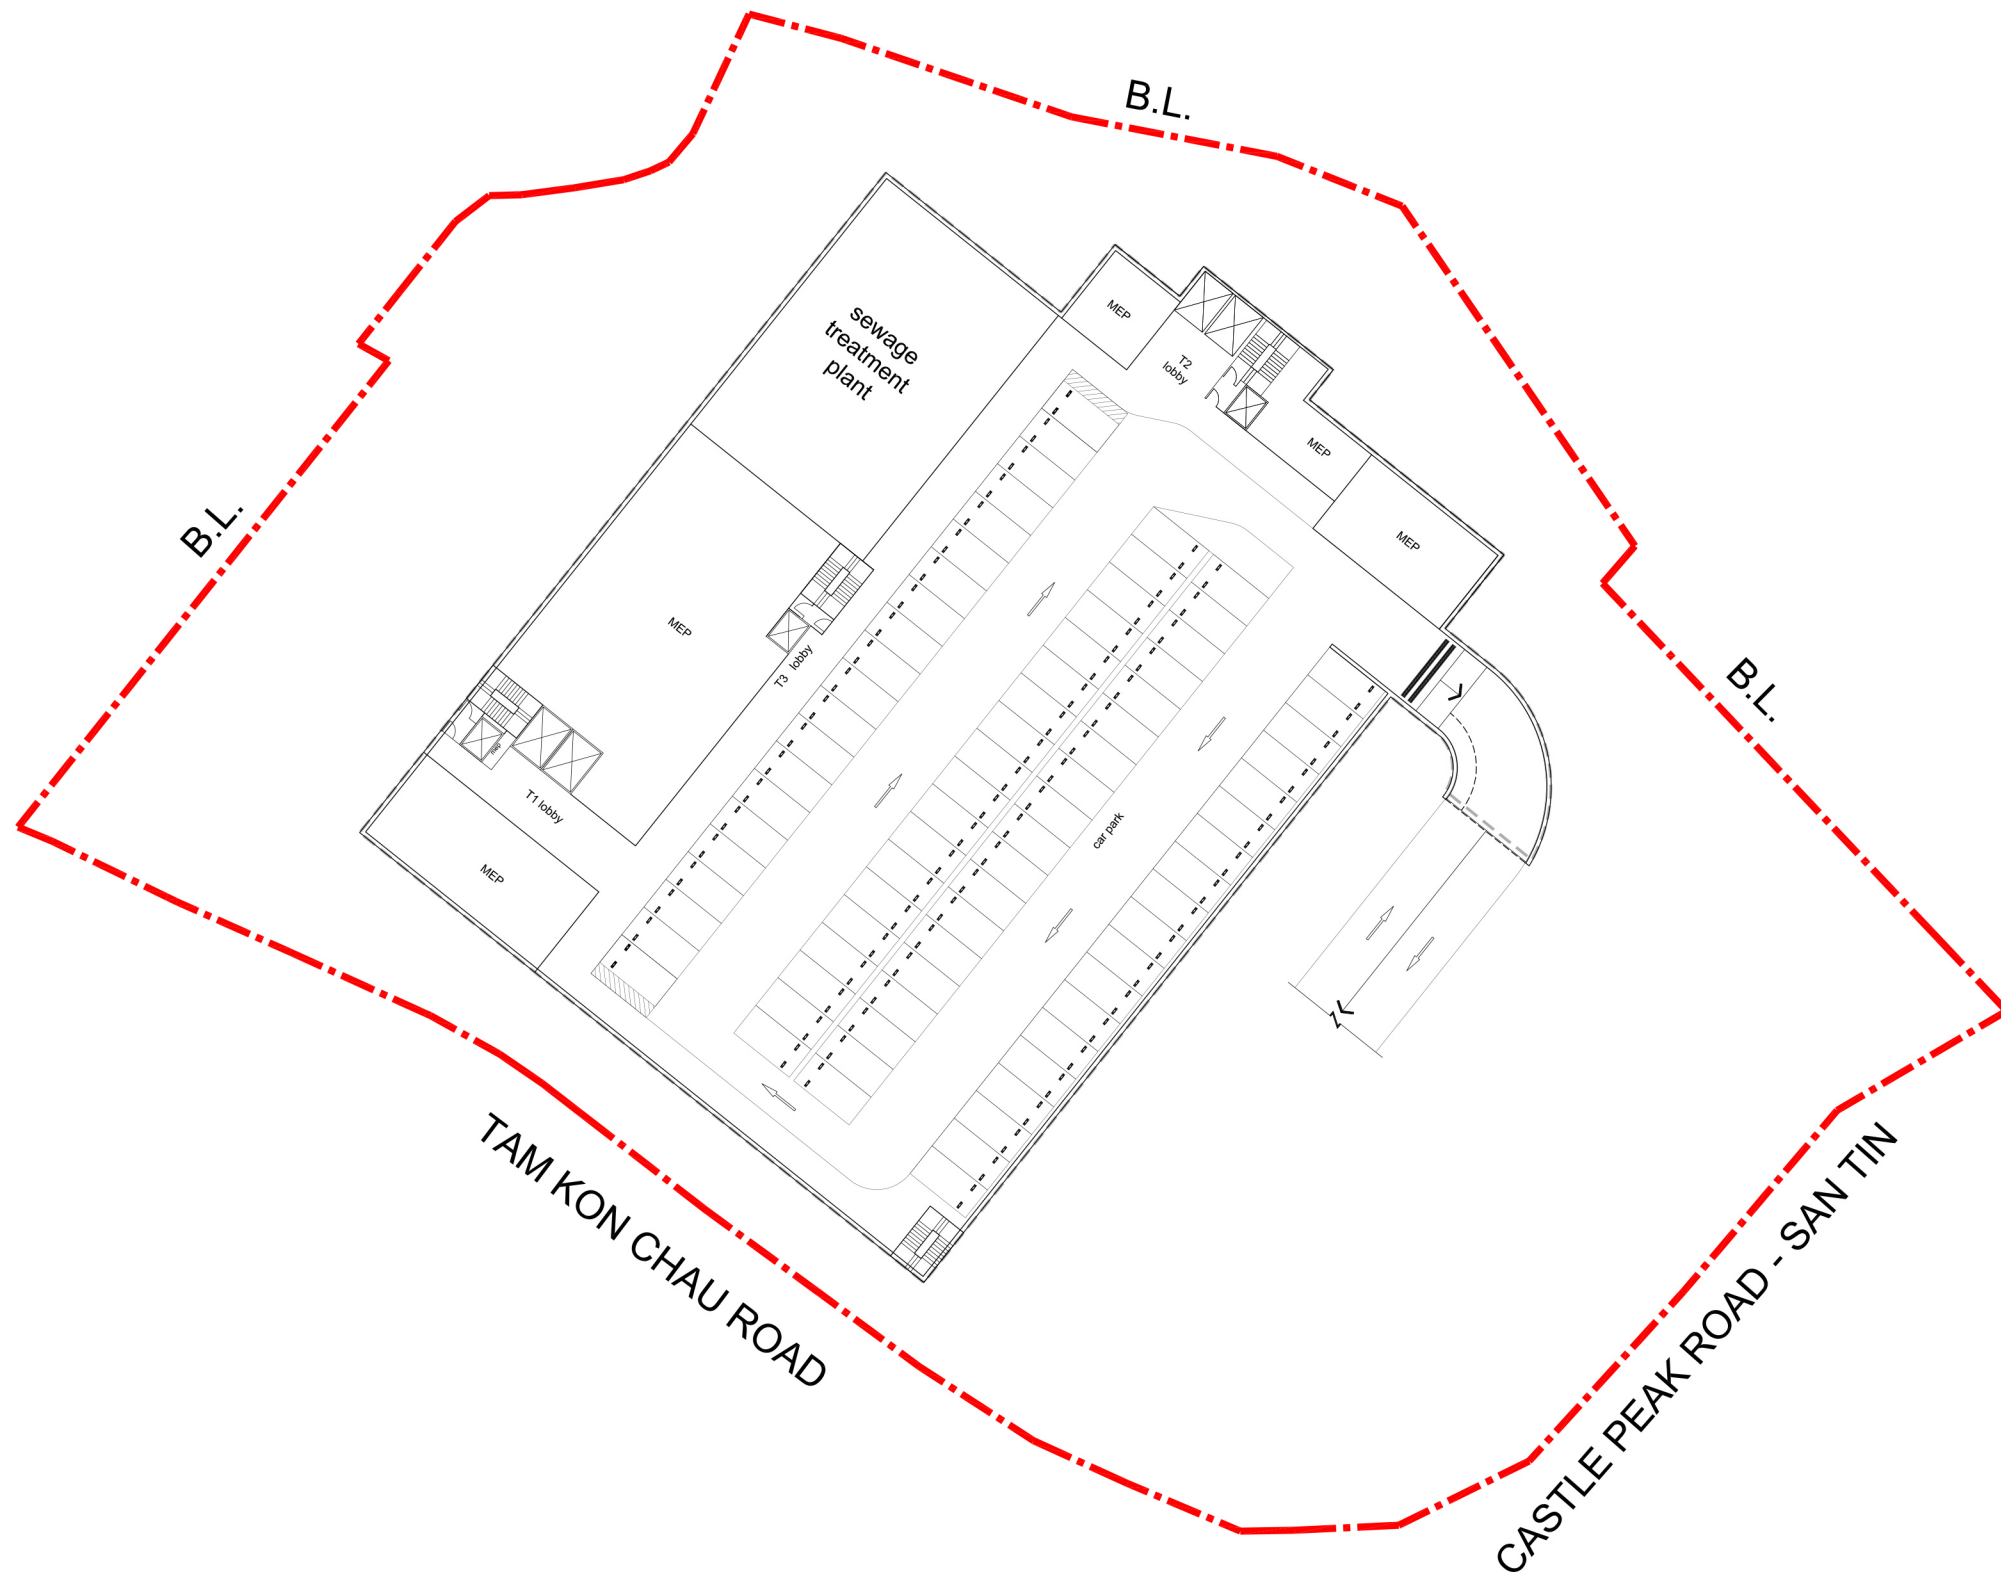 B.L.
sewage
treatment
plant
MEP
T2
lobby
MEP
MEP
B.L.
MEP
T3 lobby
B.L.
mep
T1 lobby
car park
MEP
TAM KON CHAU ROAD
CASTLE PEAK ROAD - SAN TIN